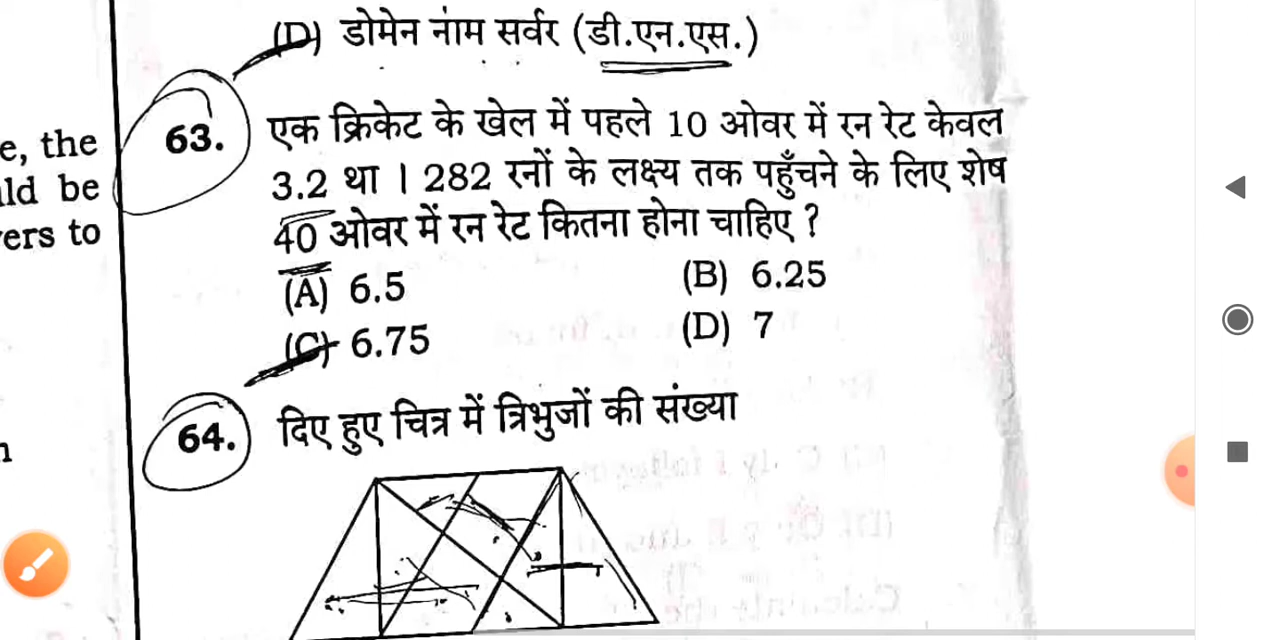 (D) डोमेन नाम सर्वर (डी.एन.एस.)
e, the
ld be
ers to
63. एक क्रिकेट के खेल में पहले 10 ओवर में रन रेट केवल
3.2 था । 282 रनों के लक्ष्य तक पहुँचने के लिए शेष
40 ओवर में रन रेट कितना होना चाहिए ?
(A) 6.5 (B) 6.25
(C) 6.75 (D) 7
64. दिए हुए चित्र में त्रिभुजों की संख्या